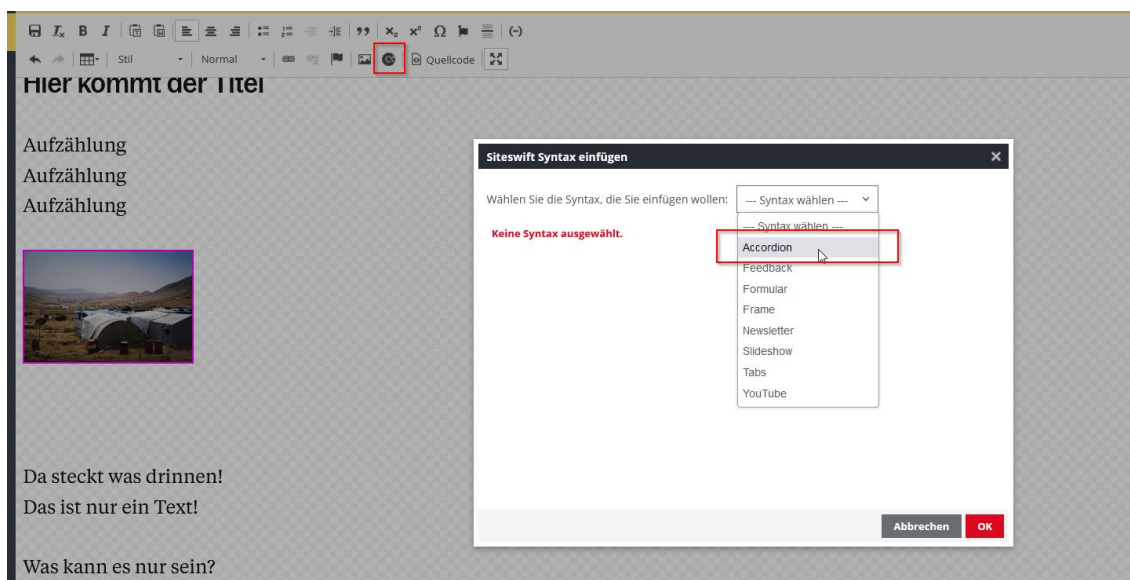 Stil Normal Quellcode
Hier kommt der Titel
Aufzählung
Aufzählung
Aufzählung
Siteswift Syntax einfügen
Wählen Sie die Syntax, die Sie einfügen wollen: --- Syntax wählen ---
Keine Syntax ausgewählt.
--- Syntax wählen ---
Accordion
Feedback
Formular
Frame
Newsletter
Slideshow
Tabs
YouTube
Da steckt was drinnen!
Das ist nur ein Text!
Abbrechen OK
Was kann es nur sein?